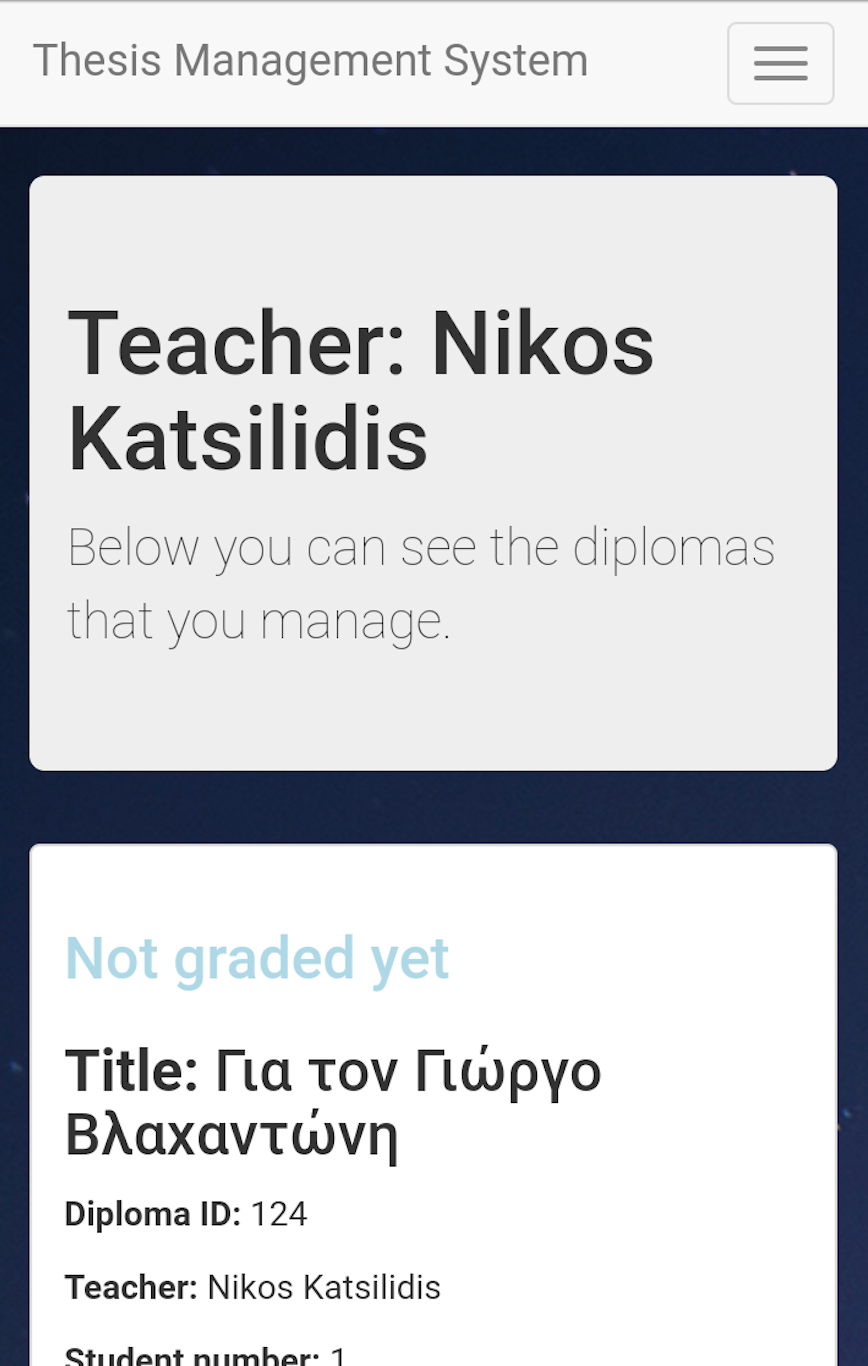 Thesis Management System
Teacher: Nikos
Katsilidis
Below you can see the diplomas
that you manage.
Not graded yet
Title: Για τον Γιώργο
Βλαχαντώνη
Diploma ID: 124
Teacher: Nikos Katsilidis
Student number: 1